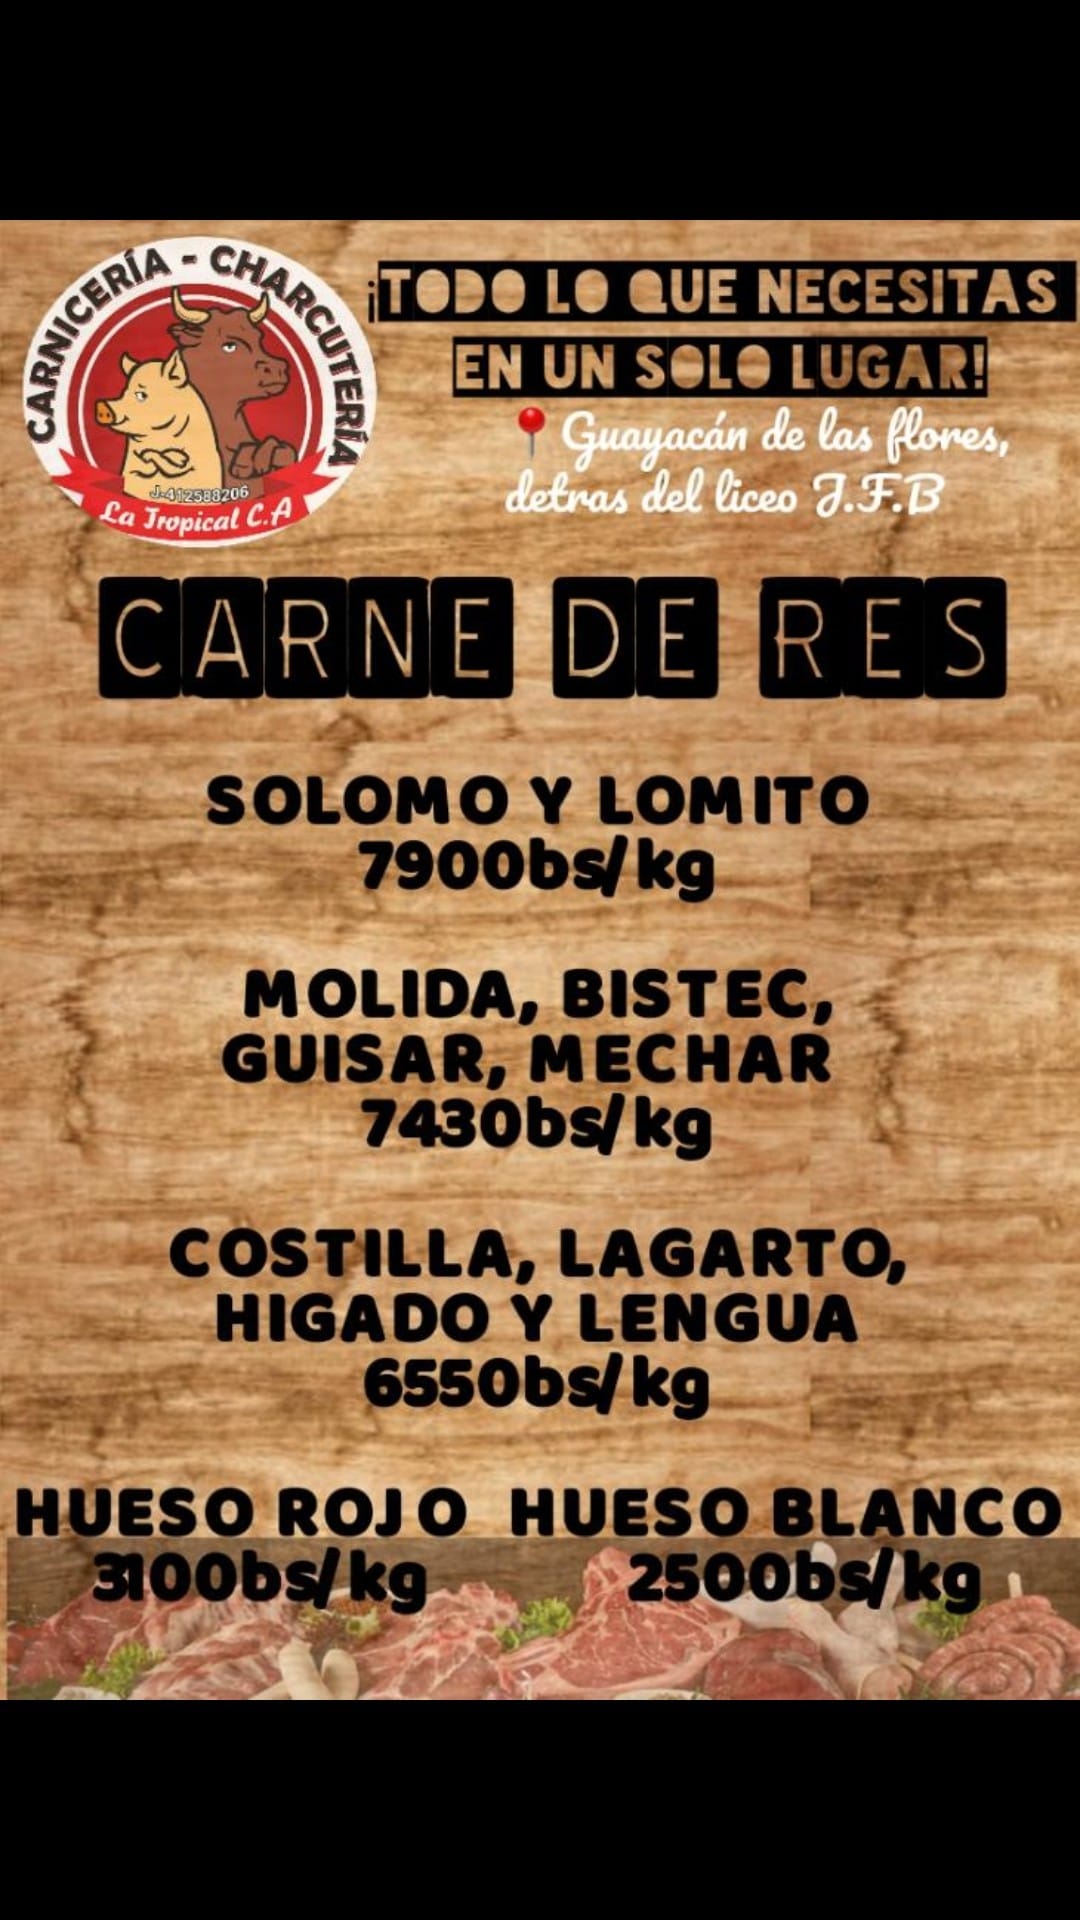 CARNICERÍA - CHARCUTERÍA
J-412588206
La Tropical C.A
¡TODO LO QUE NECESITAS
EN UN SOLO LUGAR!
📍 Guayacán de las flores,
detras del liceo J.F.B
CARNE DE RES
SOLOMO Y LOMITO
7900bs/kg
MOLIDA, BISTEC,
GUISAR, MECHAR
7430bs/kg
COSTILLA, LAGARTO,
HIGADO Y LENGUA
6550bs/kg
HUESO ROJO
3100bs/kg
HUESO BLANCO
2500bs/kg